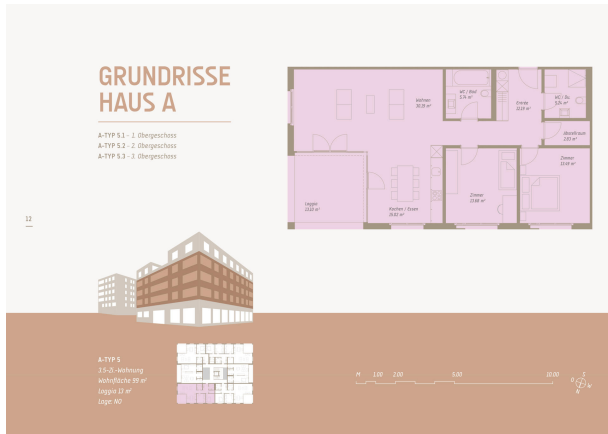 GRUNDRISSE
HAUS A
A-TYP 5.1 - 1. Obergeschoss
A-TYP 5.2 - 2. Obergeschoss
A-TYP 5.3 - 3. Obergeschoss
12
Wohnen
WC / Bad
Entrée
WC / Du
Abstellraum
Zimmer
Zimmer
Loggia
Kochen / Essen
A-TYP 5
3.5-Zi.-Wohnung
Wohnfläche 99 m²
Loggia 13 m²
Lage: NO
M 1.00 2.00 5.00 10.00
S
O
W
N